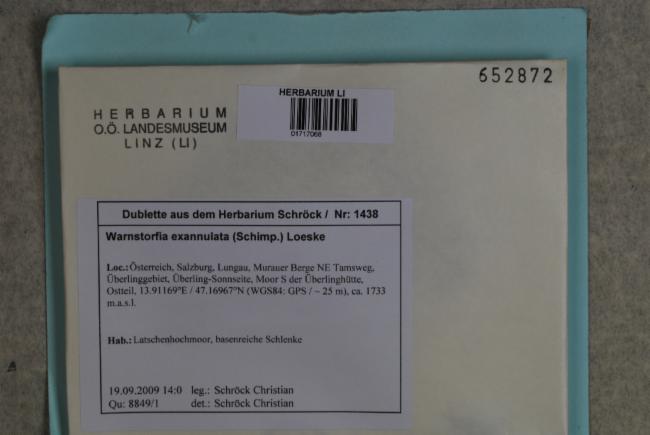 652872
HERBARIUM
O.Ö. LANDESMUSEUM
LINZ (LI)
HERBARIUM LI
01717068
Dublette aus dem Herbarium Schröck / Nr: 1438
Warnstorfia exannulata (Schimp.) Loeske
Loc.:Österreich, Salzburg, Lungau, Murauer Berge NE Tamsweg,
Überlinggebiet, Überling-Sonnseite, Moor S der Überlinghütte,
Ostteil, 13.91169°E / 47.16967°N (WGS84: GPS / ~ 25 m), ca. 1733
m.a.s.l.
Hab.:Latschenhochmoor, basenreiche Schlenke
19.09.2009 14:0 leg.: Schröck Christian
Qu: 8849/1 det.: Schröck Christian